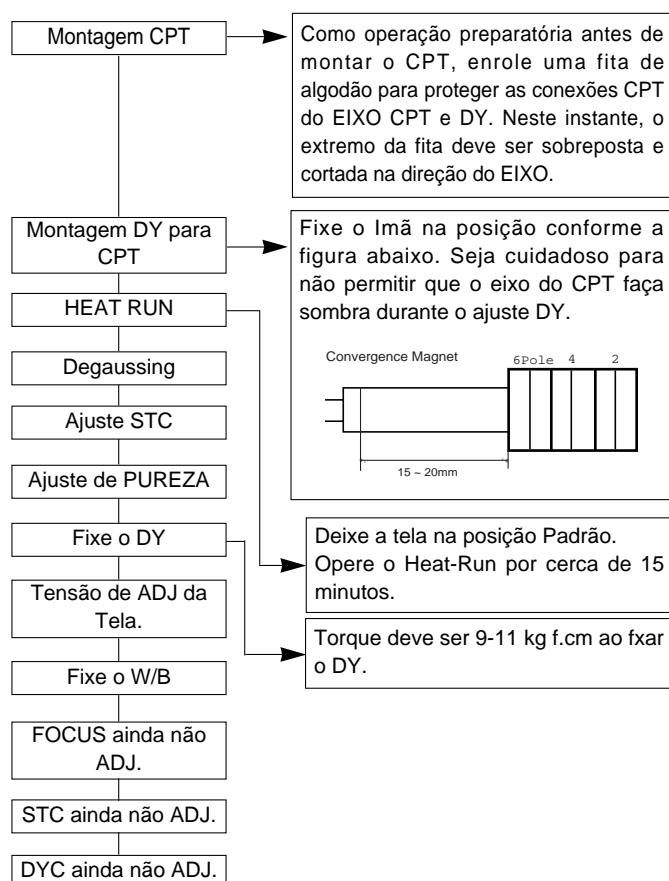 Montagem CPT
Como operação preparatória antes de
montar o CPT, enrole uma fita de
algodão para proteger as conexões CPT
do EIXO CPT e DY. Neste instante, o
extremo da fita deve ser sobreposta e
cortada na direção do EIXO.
Montagem DY para
CPT
Fixe o Imã na posição conforme a
figura abaixo. Seja cuidadoso para
não permitir que o eixo do CPT faça
sombra durante o ajuste DY.
Convergence Magnet
6Pole 4 2
15 ~ 20mm
HEAT RUN
Degaussing
Ajuste STC
Ajuste de PUREZA
Fixe o DY
Deixe a tela na posição Padrão.
Opere o Heat-Run por cerca de 15
minutos.
Tensão de ADJ da
Tela.
Torque deve ser 9-11 kg f.cm ao fxar
o DY.
Fixe o W/B
FOCUS ainda não
ADJ.
STC ainda não ADJ.
DYC ainda não ADJ.